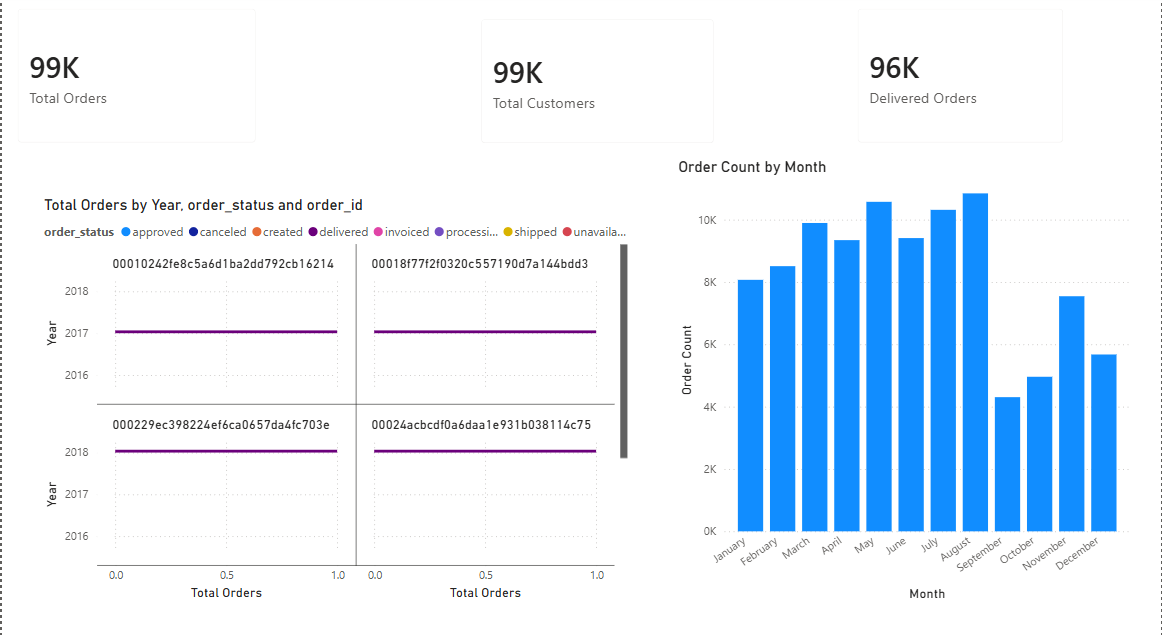 99K
Total Orders
99K
Total Customers
96K
Delivered Orders
Total Orders by Year, order_status and order_id
order_status approved canceled created delivered invoiced processi... shipped unavaila...
00010242fe8c5a6d1ba2dd792cb16214 00018f77f2f0320c557190d7a144bdd3
2018
2017
2016
Year
000229ec398224ef6ca0657da4fc703e 00024acbcdf0a6daa1e931b038114c75
2018
2017
2016
Year
0.0 0.5 1.0 0.0 0.5 1.0
Total Orders Total Orders
Order Count by Month
10K
8K
6K
4K
2K
0K
Order Count
January February March April May June July August September October November December
Month